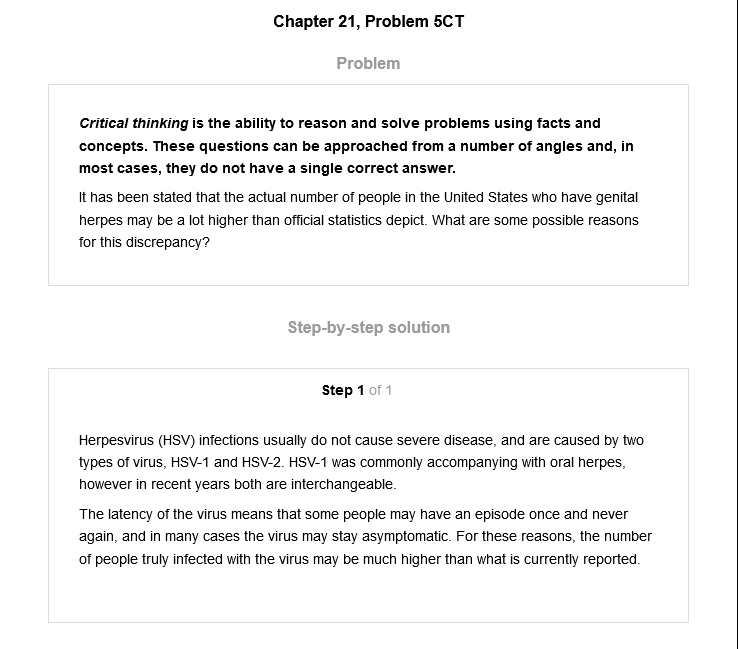 Chapter 21, Problem 5CT
Problem
Critical thinking is the ability to reason and solve problems using facts and
concepts. These questions can be approached from a number of angles and, in
most cases, they do not have a single correct answer.
It has been stated that the actual number of people in the United States who have genital
herpes may be a lot higher than official statistics depict. What are some possible reasons
for this discrepancy?
Step-by-step solution
Step 1 of 1
Herpesvirus (HSV) infections usually do not cause severe disease, and are caused by two
types of virus, HSV-1 and HSV-2. HSV-1 was commonly accompanying with oral herpes,
however in recent years both are interchangeable.
The latency of the virus means that some people may have an episode once and never
again, and in many cases the virus may stay asymptomatic. For these reasons, the number
of people truly infected with the virus may be much higher than what is currently reported.